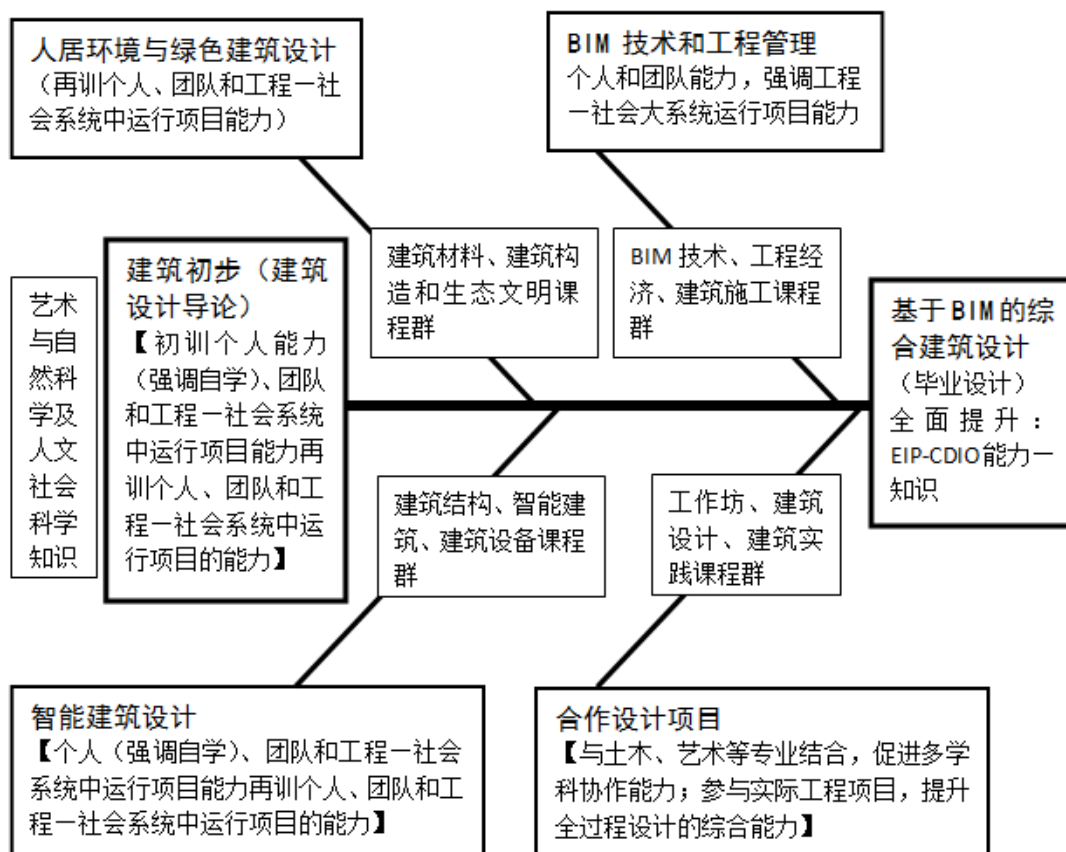 人居环境与绿色建筑设计
（再训个人、团队和工程一社
会系统中运行项目能力）
BIM 技术和工程管理
个人和团队能力，强调工程
一社会大系统运行项目能力
建筑材料、建筑构
造和生态文明课
程群
BIM 技术、工程经
济、建筑施工课程
群
艺术
与自
然科
学及
人文
社会
科学
知识
建筑初步（建筑
设计导论）
【初训个人能力
（强调自学）、团队
和工程一社会系统
中运行项目能力再
训个人、团队和工
程一社会系统中运
行项目的能力】
基于BIM的综
合建筑设计
（毕业设计）
全面提升：
EIP-CDIO能力一
知识
建筑结构、智能建
筑、建筑设备课程
群
工作坊、建筑
设计、建筑实
践课程群
智能建筑设计
【个人（强调自学）、团队和工程一社会
系统中运行项目能力再训个人、团队和工
程一社会系统中运行项目的能力】
合作设计项目
【与土木、艺术等专业结合，促进多学
科协作能力；参与实际工程项目，提升
全过程设计的综合能力】